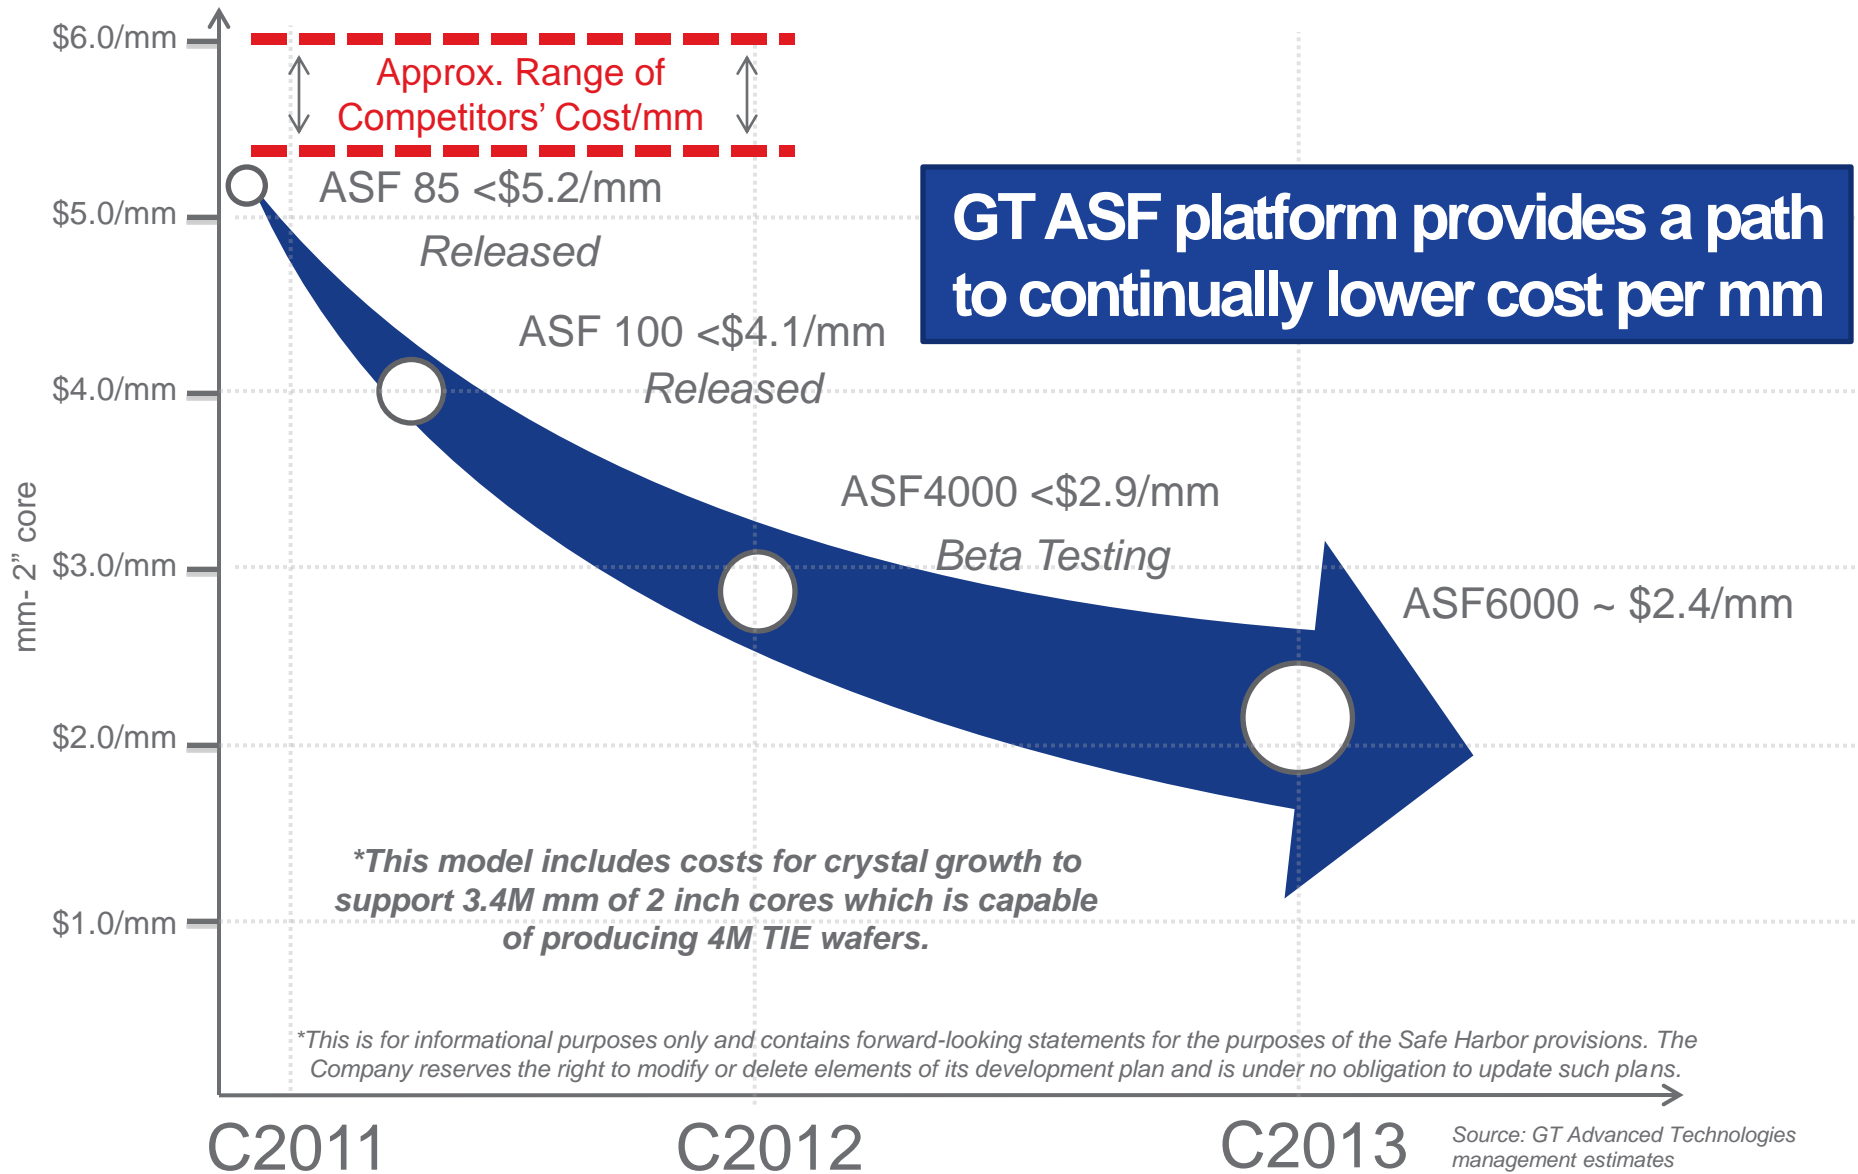 $6.0/mm
Approx. Range of
Competitors’ Cost/mm
ASF 85 <$5.2/mm
Released
$5.0/mm
GT ASF platform provides a path
to continually lower cost per mm
ASF 100 <$4.1/mm
Released
$4.0/mm
ASF4000 <$2.9/mm
Beta Testing
mm- 2” core
$3.0/mm
ASF6000 ~ $2.4/mm
$2.0/mm
*This model includes costs for crystal growth to
support 3.4M mm of 2 inch cores which is capable
of producing 4M TIE wafers.
$1.0/mm
*This is for informational purposes only and contains forward-looking statements for the purposes of the Safe Harbor provisions. The
Company reserves the right to modify or delete elements of its development plan and is under no obligation to update such plans.
C2011
C2012
C2013
Source: GT Advanced Technologies
management estimates